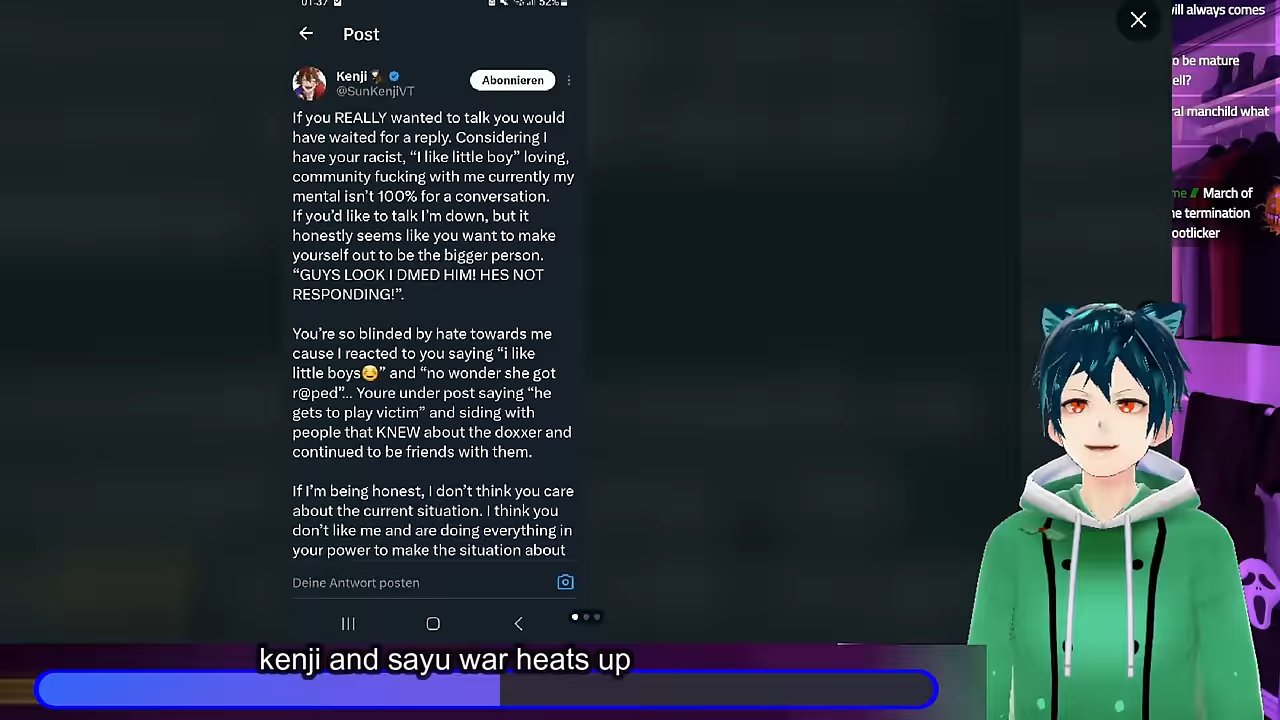 01:37
52%
Post
Kenji
@SunKenjiVT
Abonnieren
If you REALLY wanted to talk you would
have waited for a reply. Considering I
have your racist, “I like little boy” loving,
community fucking with me currently my
mental isn’t 100% for a conversation.
If you’d like to talk I’m down, but it
honestly seems like you want to make
yourself out to be the bigger person.
“GUYS LOOK I DMED HIM! HES NOT
RESPONDING!”.
You’re so blinded by hate towards me
cause I reacted to you saying “i like
little boys😂” and “no wonder she got
r@ped”... Youre under post saying “he
gets to play victim” and siding with
people that KNEW about the doxxer and
continued to be friends with them.
If I’m being honest, I don’t think you care
about the current situation. I think you
don’t like me and are doing everything in
your power to make the situation about
Deine Antwort posten
kenji and sayu war heats up
will always comes
o be mature
ell?
al manchild what
me March of
e termination
ootlicker